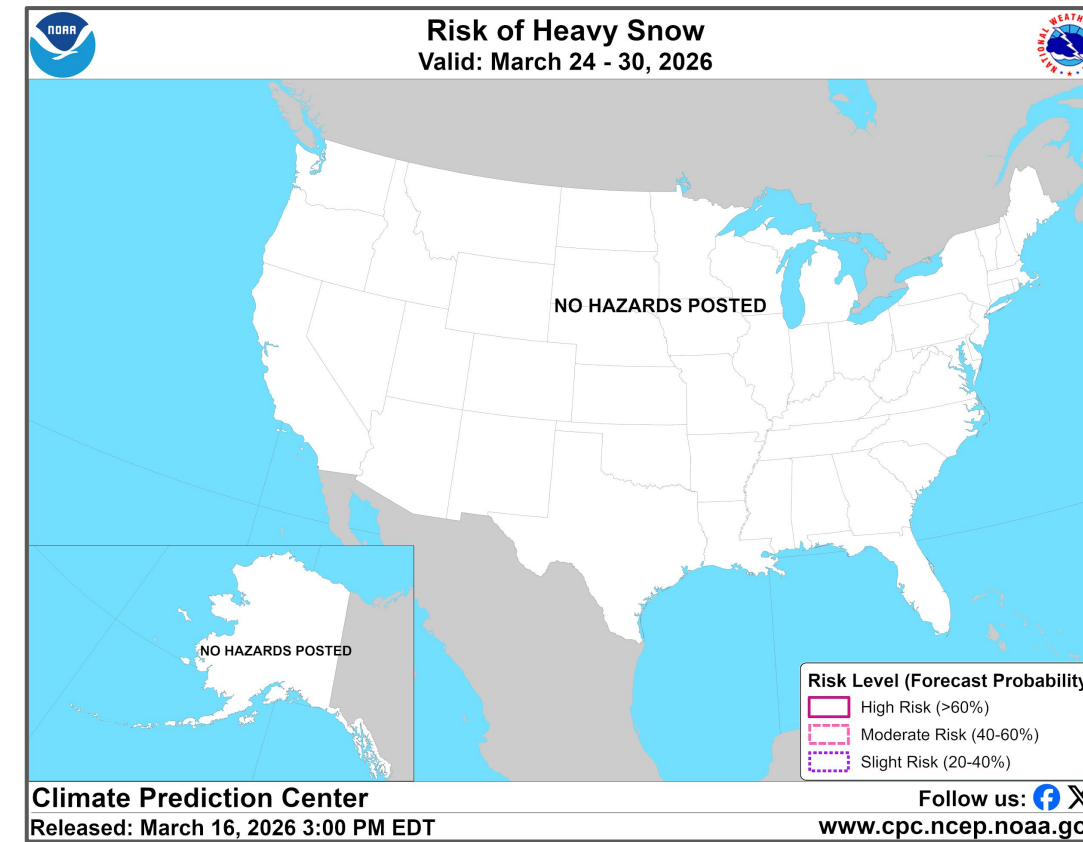 NOAA
Risk of Heavy Snow
Valid: March 24 - 30, 2026
NO HAZARDS POSTED
NO HAZARDS POSTED
Risk Level (Forecast Probability
High Risk (>60%)
Moderate Risk (40-60%)
Slight Risk (20-40%)
Climate Prediction Center
Follow us:
Released: March 16, 2026 3:00 PM EDT
www.cpc.ncep.noaa.go